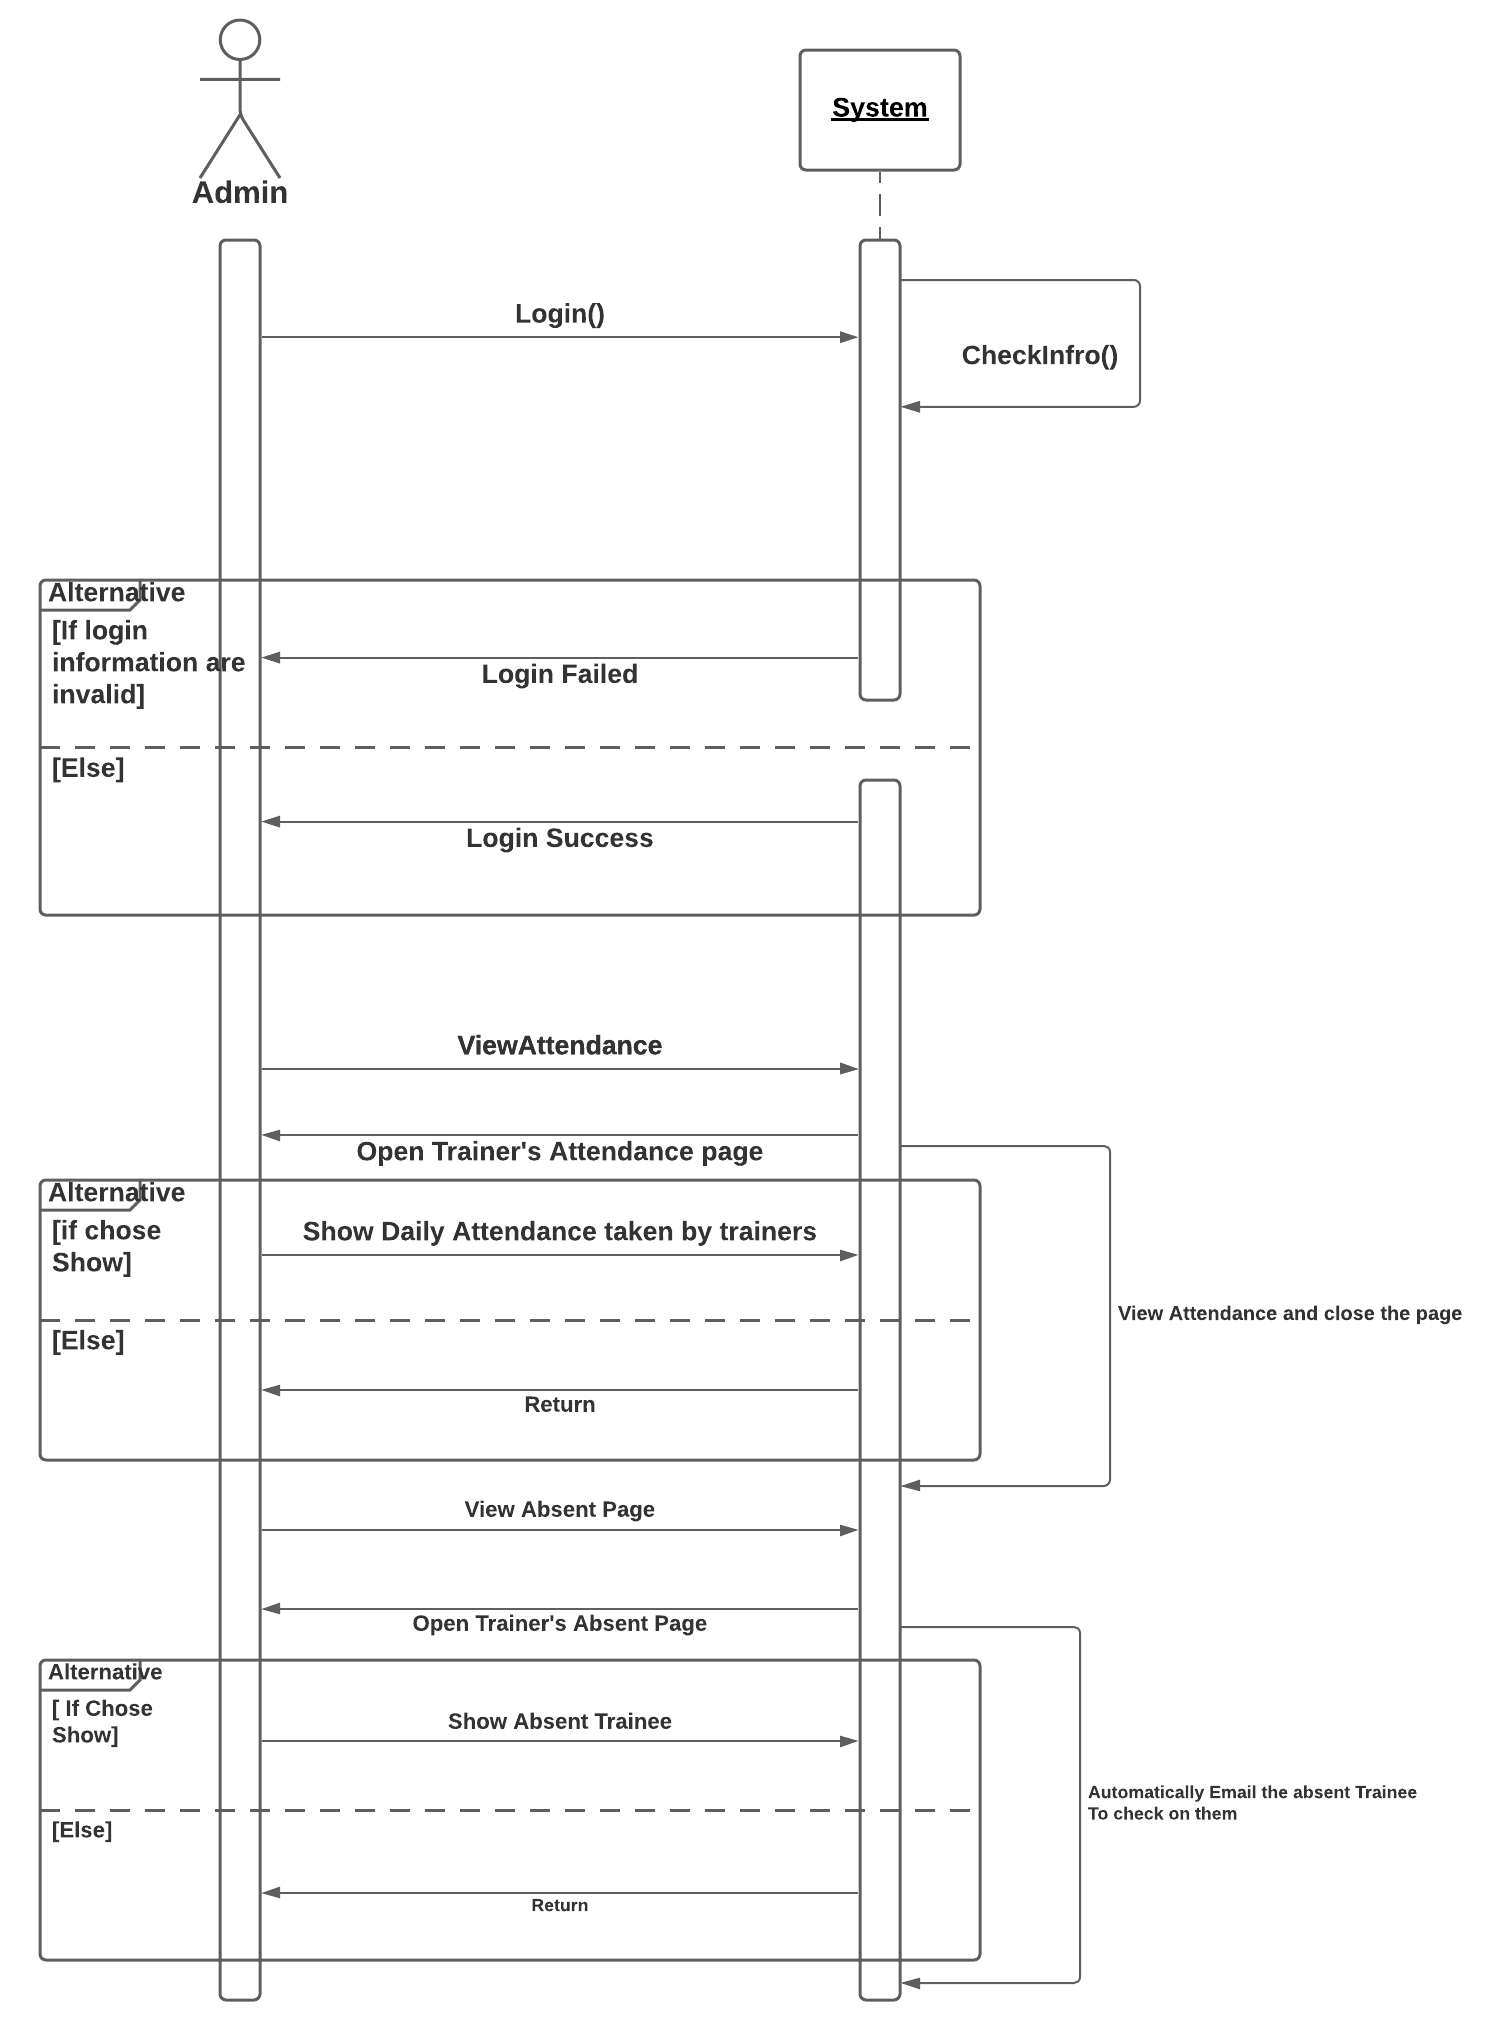 System
Admin
Login()
CheckInfro()
Alternative
[If login
information are
invalid]
Login Failed
[Else]
Login Success
ViewAttendance
Open Trainer's Attendance page
Alternative
[if chose
Show]
Show Daily Attendance taken by trainers
View Attendance and close the page
[Else]
Return
View Absent Page
Open Trainer's Absent Page
Alternative
[ If Chose
Show]
Show Absent Trainee
Automatically Email the absent Trainee
To check on them
[Else]
Return